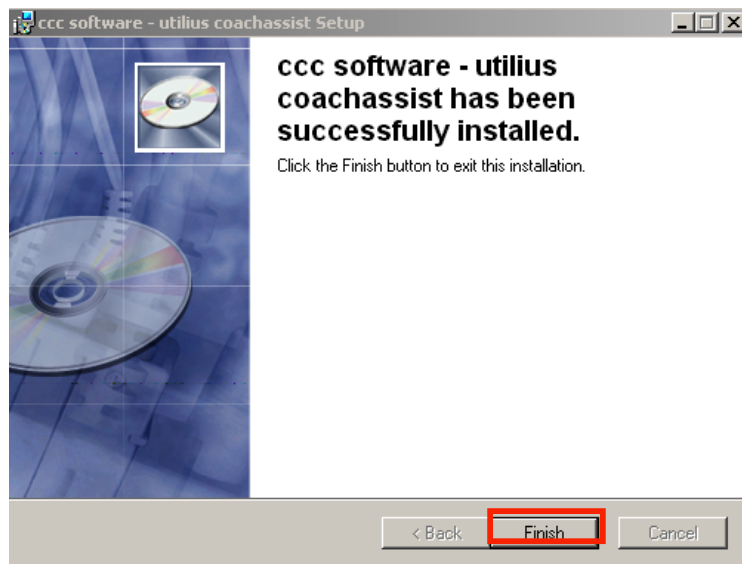 ccc software - utilius coachassist Setup
ccc software - utilius
coachassist has been
successfully installed.
Click the Finish button to exit this installation.
< Back Finish Cancel